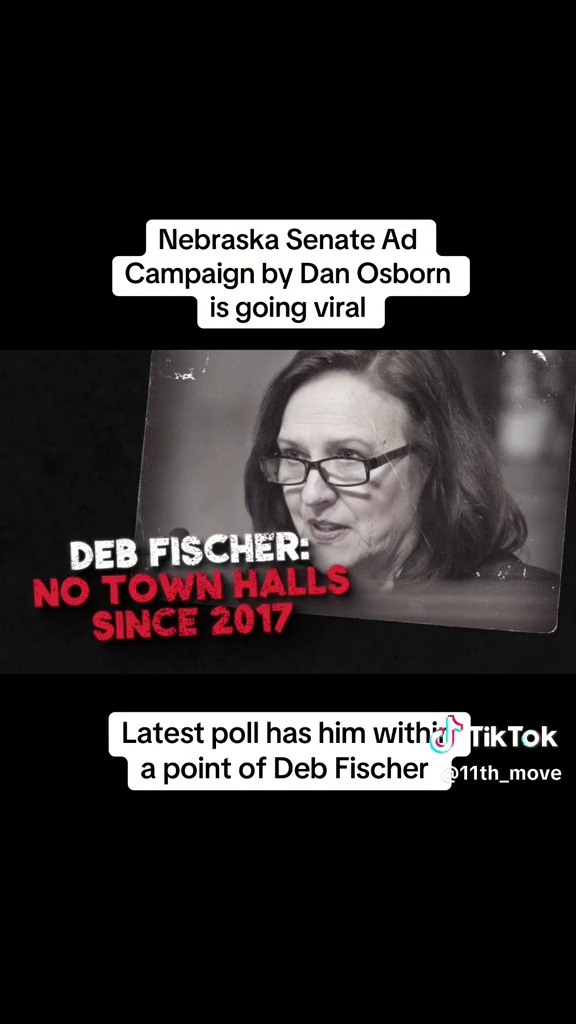 Nebraska Senate Ad
Campaign by Dan Osborn
is going viral
DEB FISCHER:
NO TOWN HALLS
SINCE 2017
Latest poll has him within
a point of Deb Fischer
TikTok
@11th_move